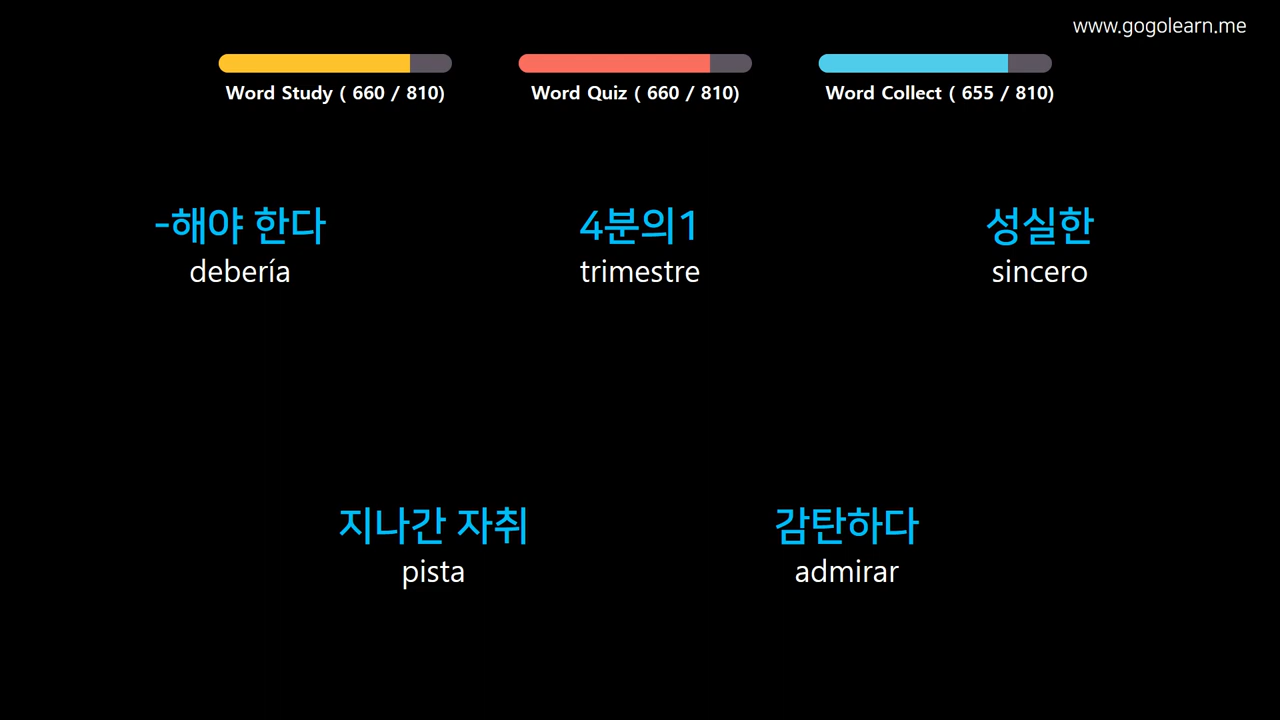 www.gogolearn.me
Word Study ( 660 / 810)
Word Quiz ( 660 / 810)
Word Collect ( 655 / 810)
-해야 한다
debería
4분의1
trimestre
성실한
sincero
지나간 자취
pista
감탄하다
admirar